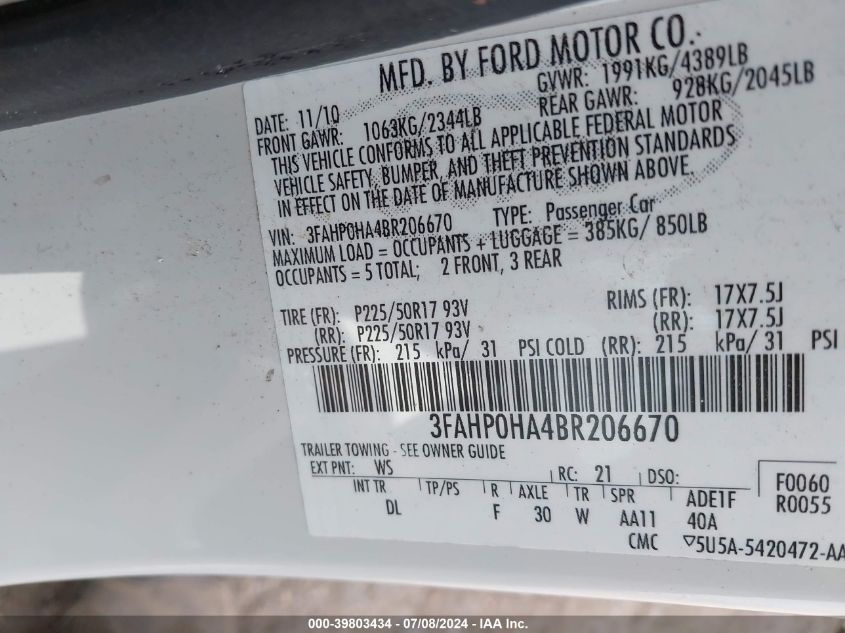 MFD. BY FORD MOTOR CO.
DATE: 11/10 GVWR: 1991KG/4389LB
FRONT GAWR: 1063KG/2344LB REAR GAWR: 928KG/2045LB
THIS VEHICLE CONFORMS TO ALL APPLICABLE FEDERAL MOTOR
VEHICLE SAFETY, BUMPER, AND THEFT PREVENTION STANDARDS
IN EFFECT ON THE DATE OF MANUFACTURE SHOWN ABOVE.
VIN: 3FAHP0HA4BR206670 TYPE: Passenger Car
MAXIMUM LOAD = OCCUPANTS + LUGGAGE = 385KG/ 850LB
OCCUPANTS = 5 TOTAL; 2 FRONT, 3 REAR
TIRE (FR): P225/50R17 93V RIMS (FR): 17X7.5J
(RR): P225/50R17 93V (RR): 17X7.5J
PRESSURE (FR): 215 kPa/ 31 PSI COLD (RR): 215 kPa/ 31 PSI
3FAHP0HA4BR206670
TRAILER TOWING - SEE OWNER GUIDE
EXT PNT: WS RC: 21 DSO: F0060
INT TR TP/PS R AXLE TR SPR ADE1F R0055
DL F 30 W AA11 40A
CMC ▽5U5A-5420472-AA
000-39803434 / 07/08/2024 - IAA Inc.